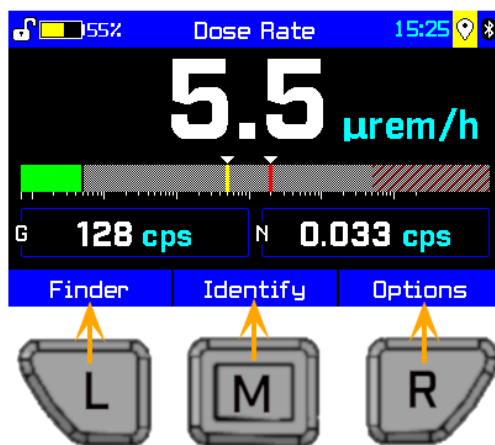 55% Dose Rate 15:25
5.5 µrem/h
G 128 cps N 0.033 cps
Finder Identify Options
L M R